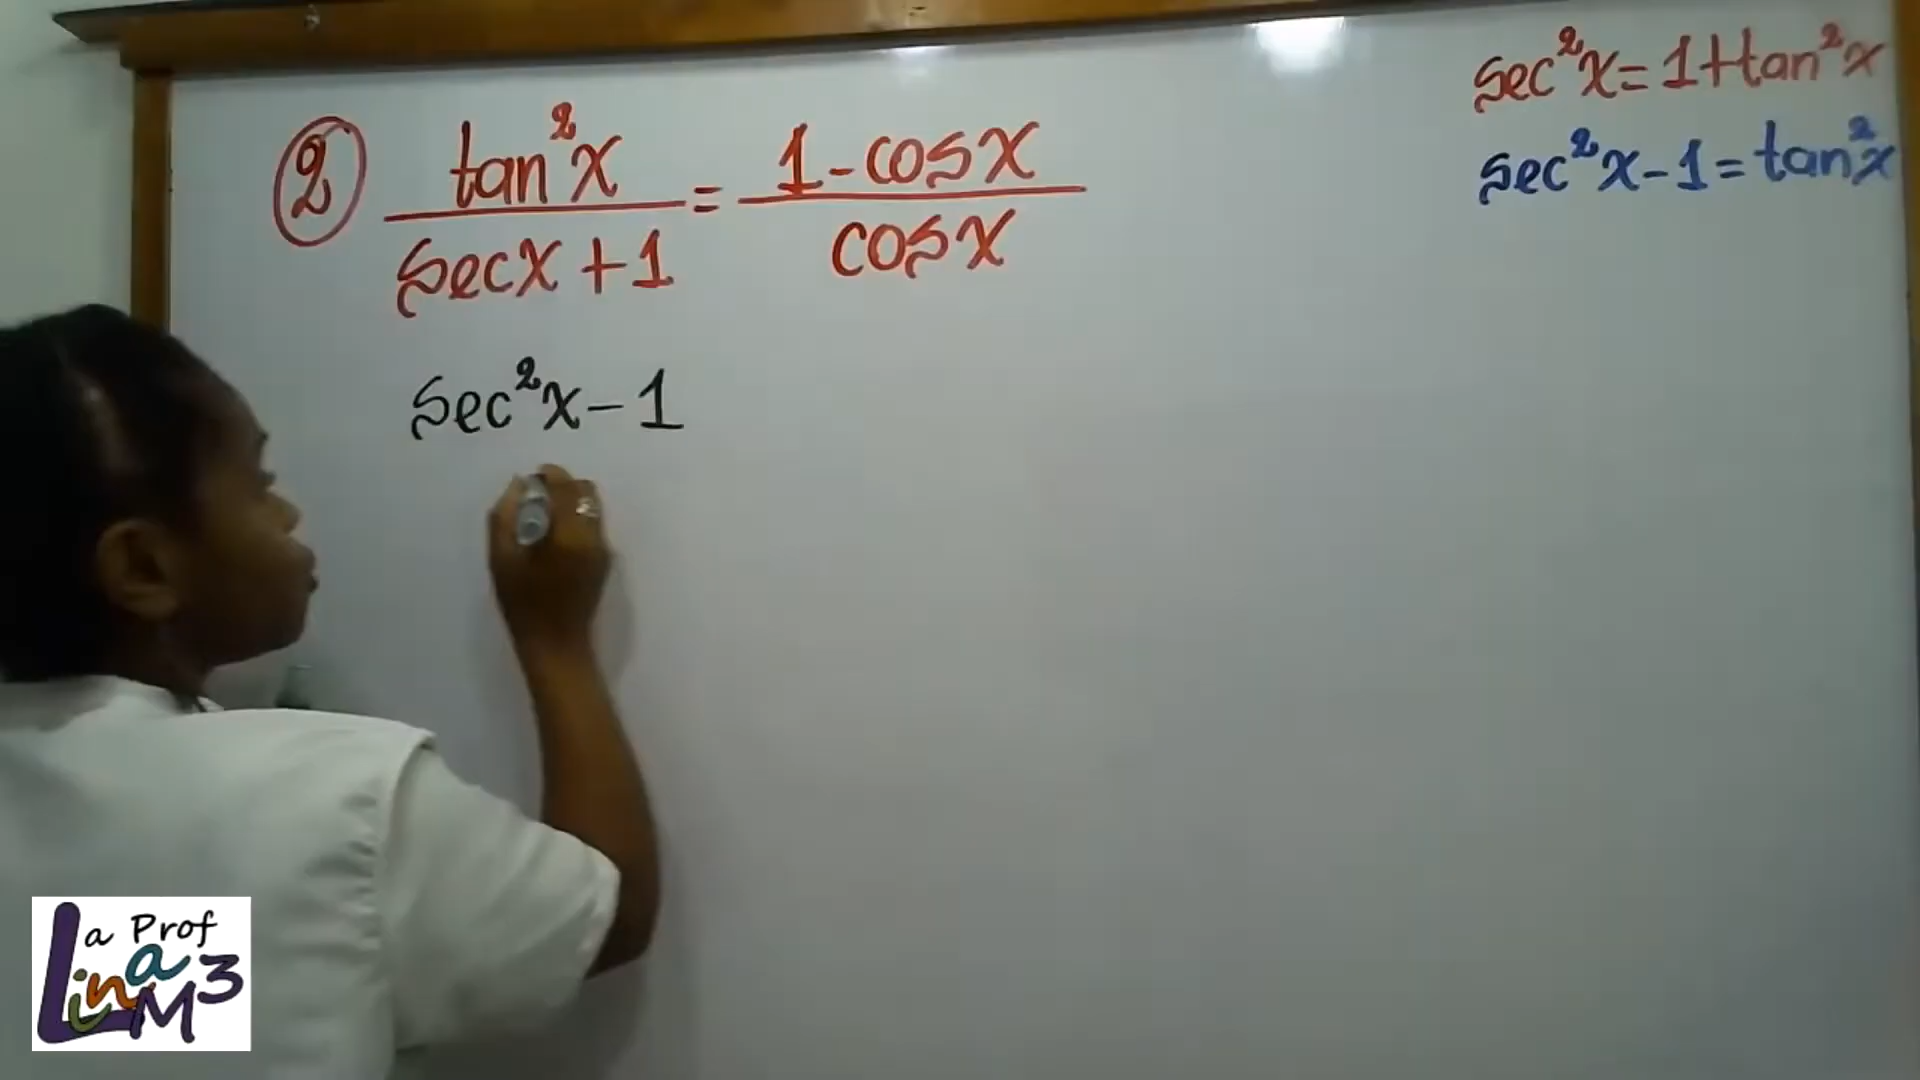 ② tan²x / secx + 1 = 1 - cosx / cosx
sec²x - 1
sec²x = 1 + tan²x
sec²x - 1 = tan²x
La Prof
Lina
M3